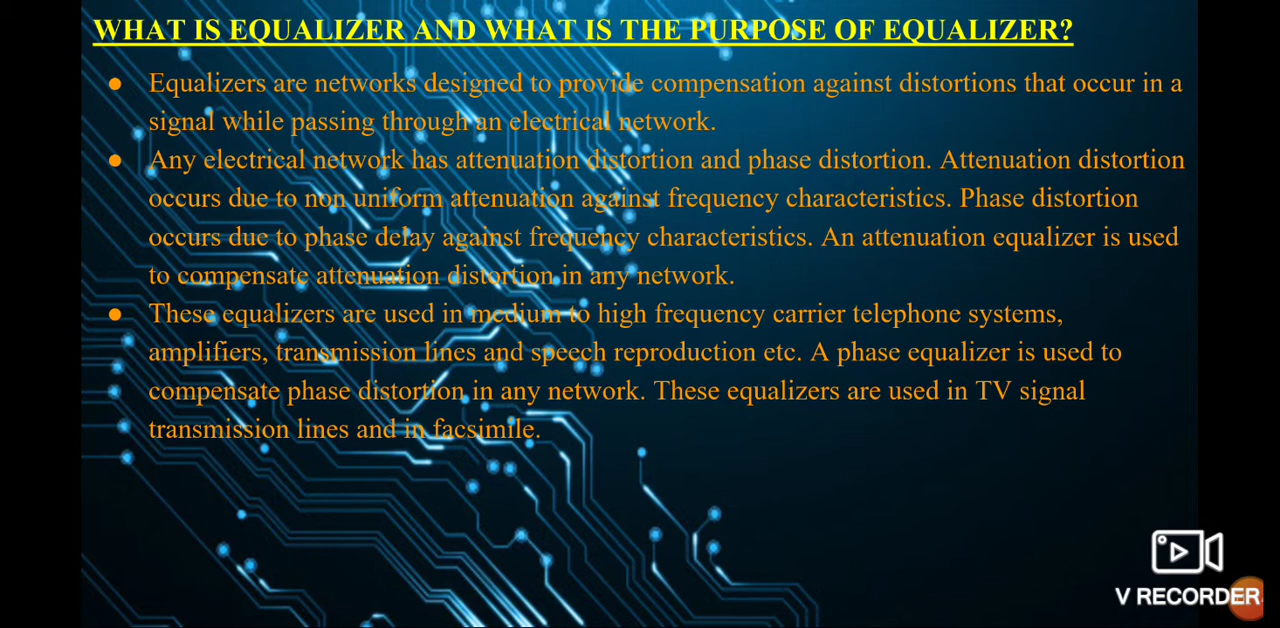 WHAT IS EQUALIZER AND WHAT IS THE PURPOSE OF EQUALIZER?
● Equalizers are networks designed to provide compensation against distortions that occur in a
signal while passing through an electrical network.
● Any electrical network has attenuation distortion and phase distortion. Attenuation distortion
occurs due to non uniform attenuation against frequency characteristics. Phase distortion
occurs due to phase delay against frequency characteristics. An attenuation equalizer is used
to compensate attenuation distortion in any network.
● These equalizers are used in medium to high frequency carrier telephone systems,
amplifiers, transmission lines and speech reproduction etc. A phase equalizer is used to
compensate phase distortion in any network. These equalizers are used in TV signal
transmission lines and in facsimile.
V RECORDER